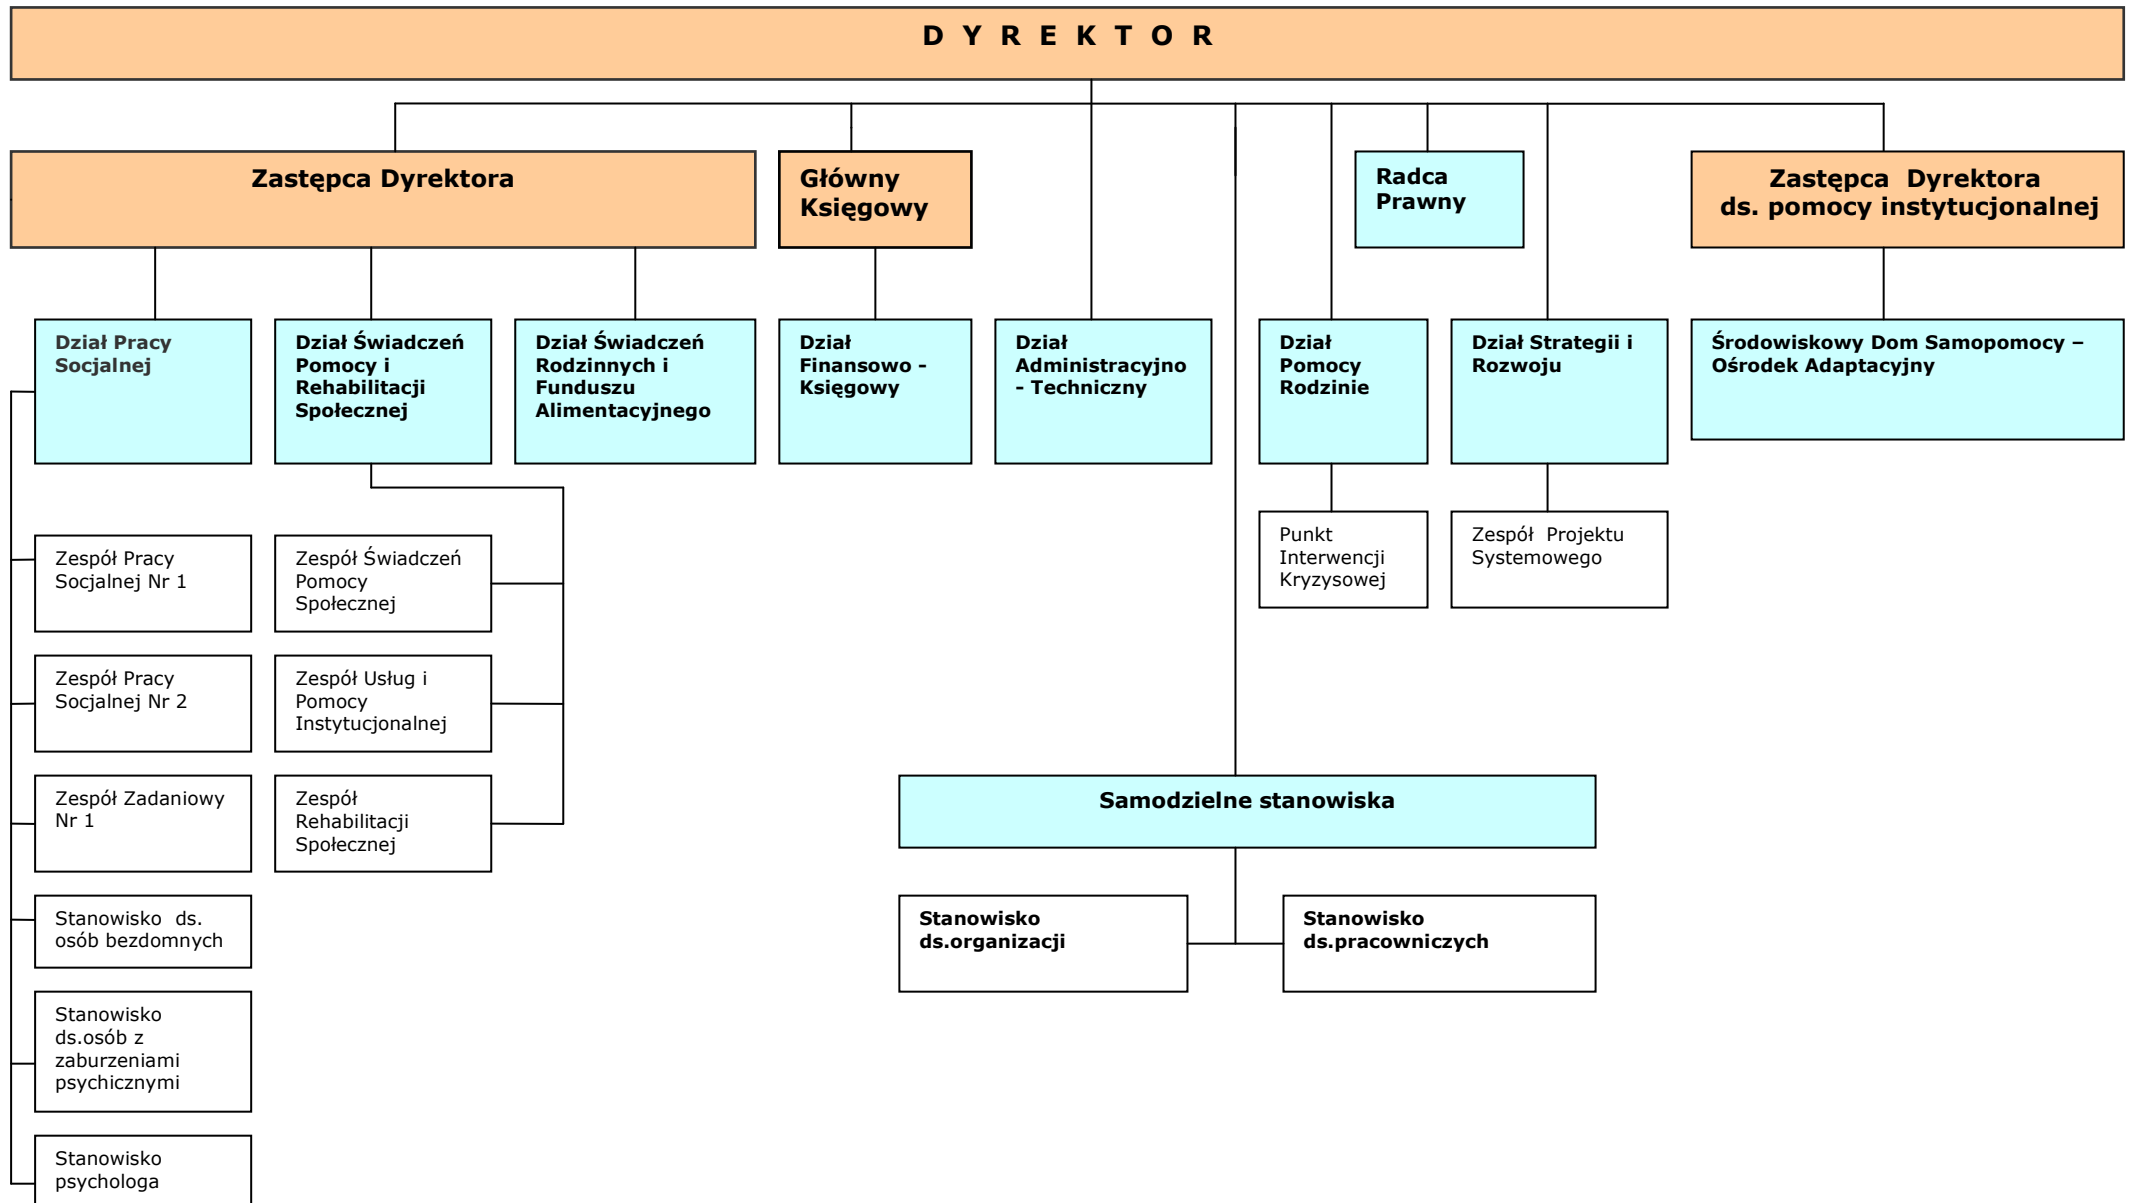 D Y R E K T O R
Zastępca Dyrektora
Główny
Księgowy
Radca
Prawny
Zastępca Dyrektora
ds. pomocy instytucjonalnej
Dział Pracy
Socjalnej
Dział Świadczeń
Pomocy i
Rehabilitacji
Społecznej
Dział Świadczeń
Rodzinnych i
Funduszu
Alimentacyjnego
Dział
Finansowo -
Księgowy
Dział
Administracyjno
- Techniczny
Dział
Pomocy
Rodzinie
Dział Strategii i
Rozwoju
Środowiskowy Dom Samopomocy –
Ośrodek Adaptacyjny
Punkt
Interwencji
Kryzysowej
Zespół Projektu
Systemowego
Zespół Pracy
Socjalnej Nr 1
Zespół Świadczeń
Pomocy
Społecznej
Zespół Pracy
Socjalnej Nr 2
Zespół Usług i
Pomocy
Instytucjonalnej
Zespół Zadaniowy
Nr 1
Zespół
Rehabilitacji
Społecznej
Samodzielne stanowiska
Stanowisko ds.
osób bezdomnych
Stanowisko
ds.organizacji
Stanowisko
ds.pracowniczych
Stanowisko
ds.osób z
zaburzeniami
psychicznymi
Stanowisko
psychologa